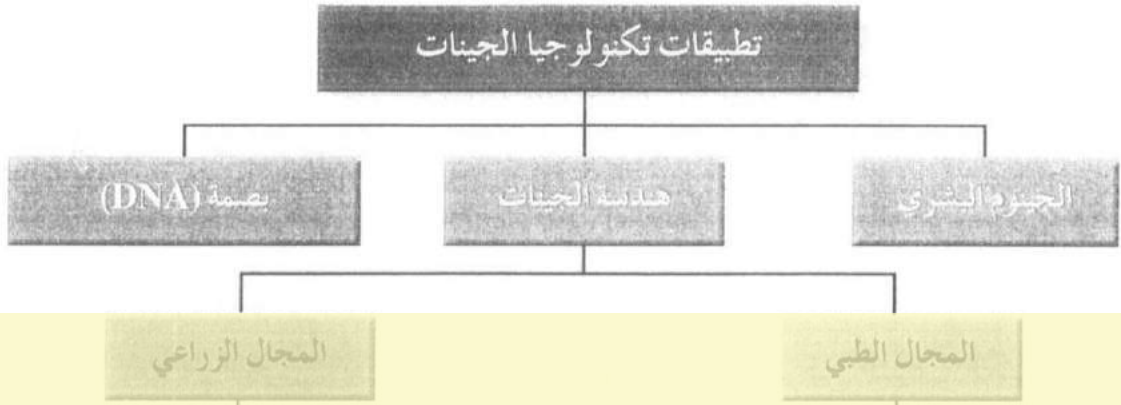 تطبيقات تكنولوجيا الجينات
الجينوم البشري
هندسة الجينات
بصمة (DNA)
المجال الطبي
المجال الزراعي